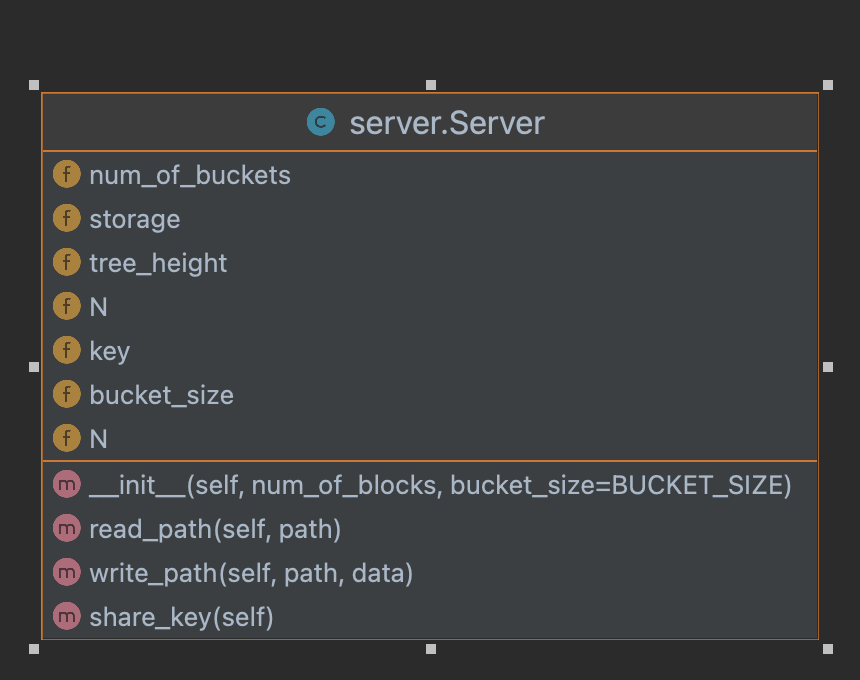 C server.Server
f num_of_buckets
f storage
f tree_height
f N
f key
f bucket_size
f N
m __init__(self, num_of_blocks, bucket_size=BUCKET_SIZE)
m read_path(self, path)
m write_path(self, path, data)
m share_key(self)